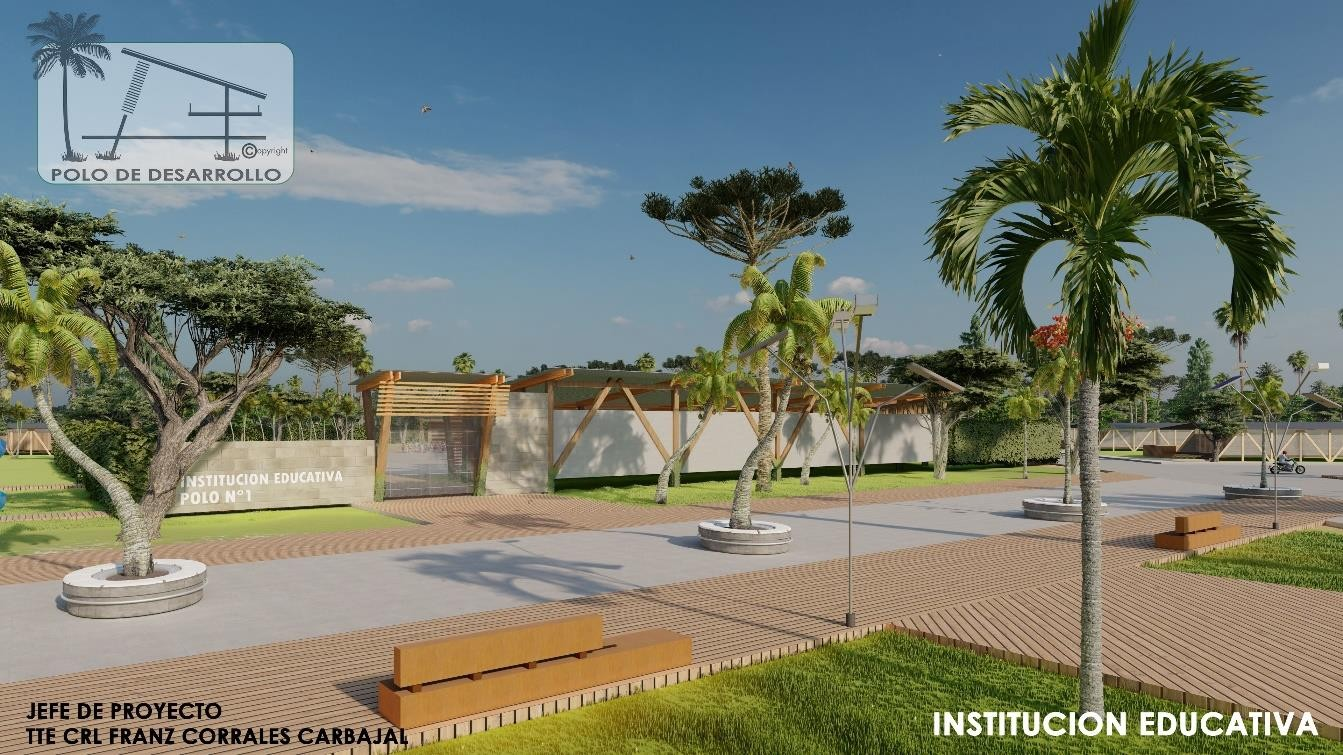 ©opyright
POLO DE DESARROLLO
INSTITUCION EDUCATIVA
POLO N°1
JEFE DE PROYECTO
TTE CRL FRANZ CORRALES CARBAJAL
INSTITUCION EDUCATIVA